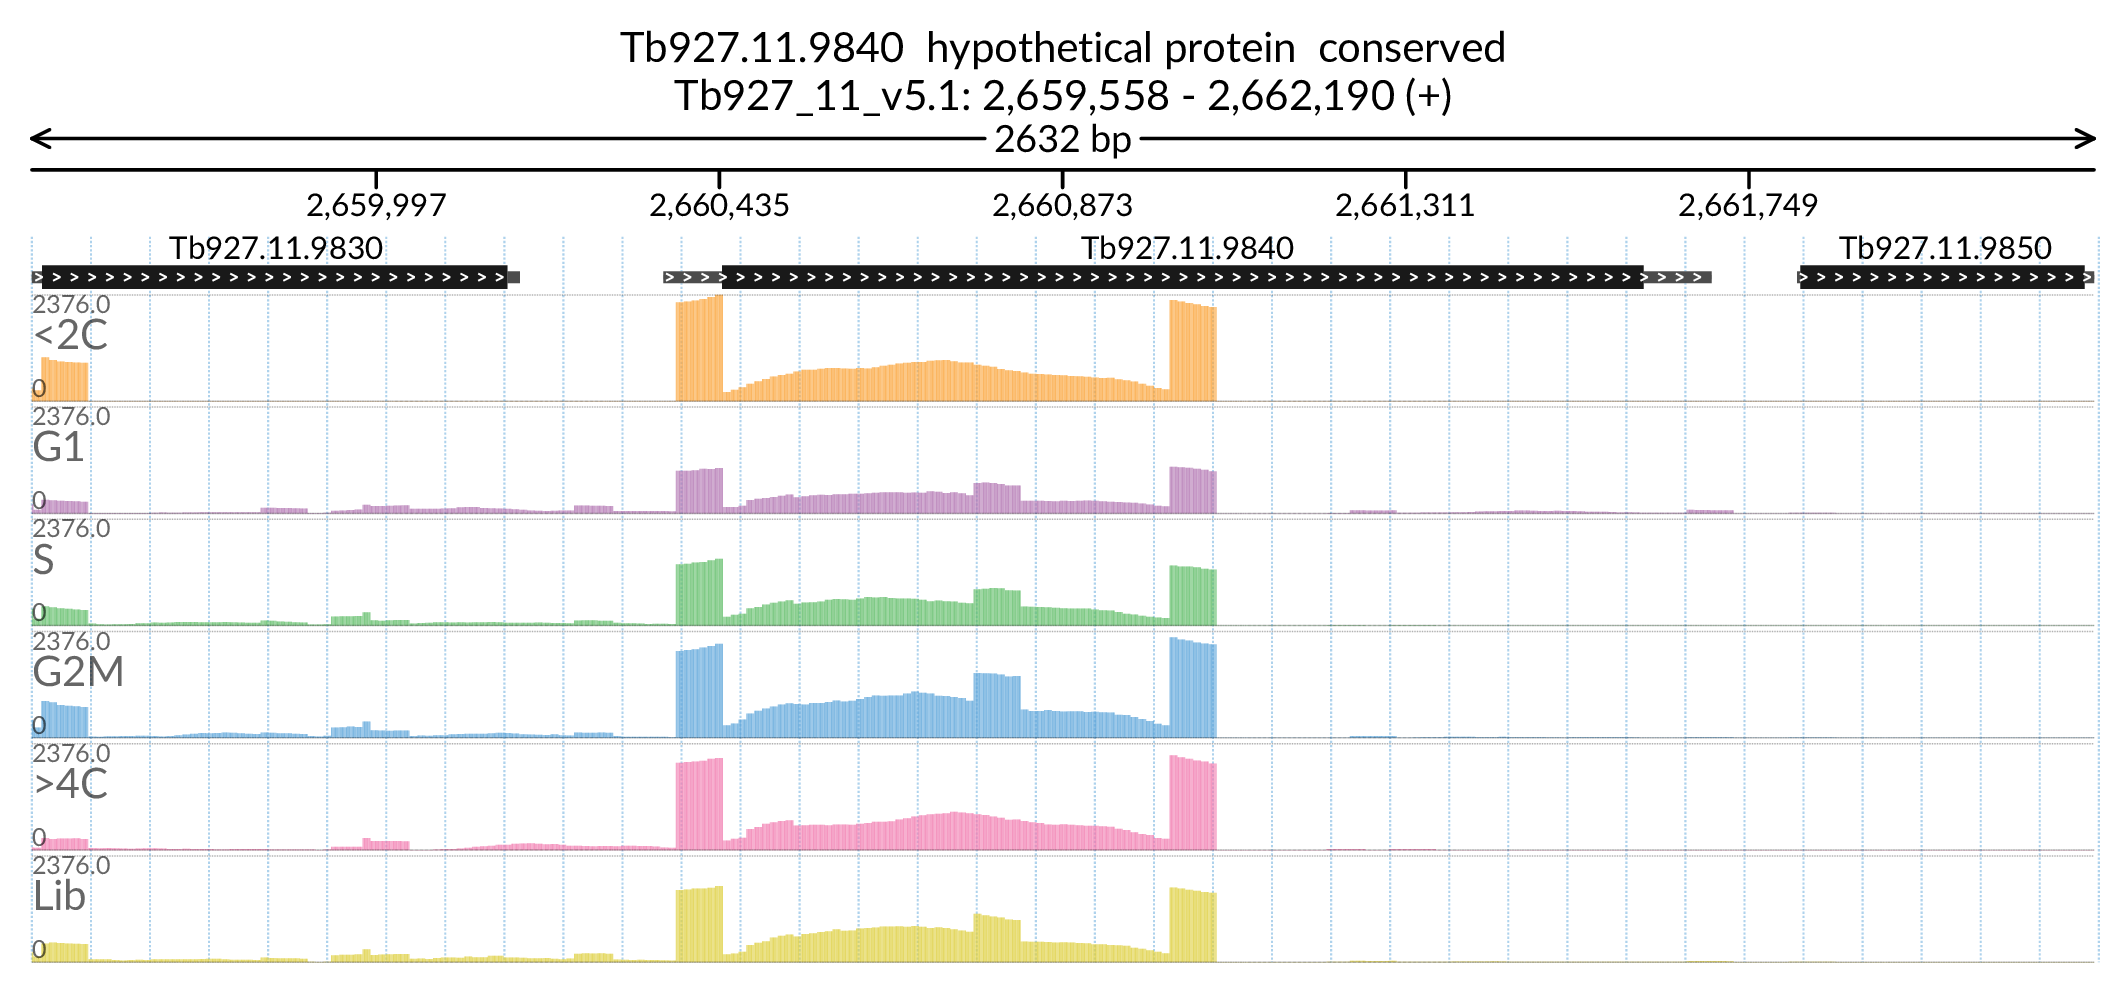 Tb927.11.9840 hypothetical protein conserved
Tb927_11_v5.1: 2,659,558 - 2,662,190 (+)
2632 bp
2,659,997 2,660,435 2,660,873 2,661,311 2,661,749
Tb927.11.9830 Tb927.11.9840 Tb927.11.9850
2376.0
<2C
0
2376.0
G1
0
2376.0
S
0
2376.0
G2M
0
2376.0
>4C
0
2376.0
Lib
0